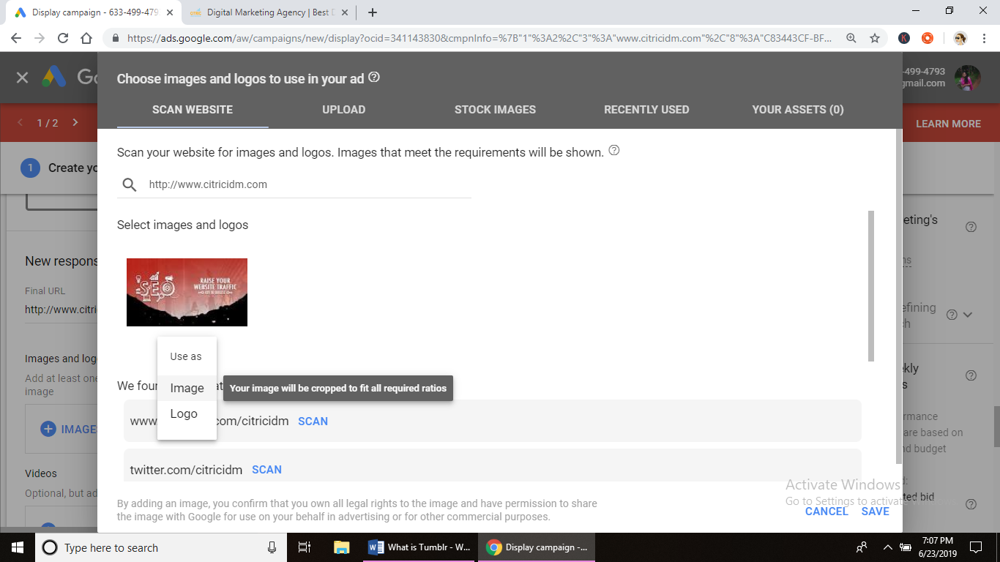 Display campaign - 633-499-479
Digital Marketing Agency | Best D
https://ads.google.com/aw/campaigns/new/display?ocid=341143830&cmpnInfo=%7B"1"%3A2%2C"3"%3A"www.citricidm.com"%2C"8"%3A"C83443CF-BF...
Go
Choose images and logos to use in your ad
-499-4793
gmail.com
SCAN WEBSITE
UPLOAD
STOCK IMAGES
RECENTLY USED
YOUR ASSETS (0)
1 / 2
LEARN MORE
Scan your website for images and logos. Images that meet the requirements will be shown.
1
Create yo
http://www.citricidm.com
Select images and logos
eting's
New respons
ns
SEO
RAISE YOUR
WEBSITE TRAFFIC
Final URL
http://www.citri
efining
ch
Use as
Images and log
Add at least one
image
kly
s
We four
at
Image
Your image will be cropped to fit all required ratios
Logo
www.
com/citricidm
SCAN
IMAGES
rmance
are based on
nd budget
twitter.com/citricidm
SCAN
Videos
Optional, but ad
d:
ted bid
Activate Windows
Go to Settings to activate Windows.
By adding an image, you confirm that you own all legal rights to the image and have permission to share
the image with Google for use on your behalf in advertising or for other commercial purposes.
CANCEL
SAVE
Type here to search
What is Tumblr - W...
Display campaign -...
7:07 PM
6/23/2019